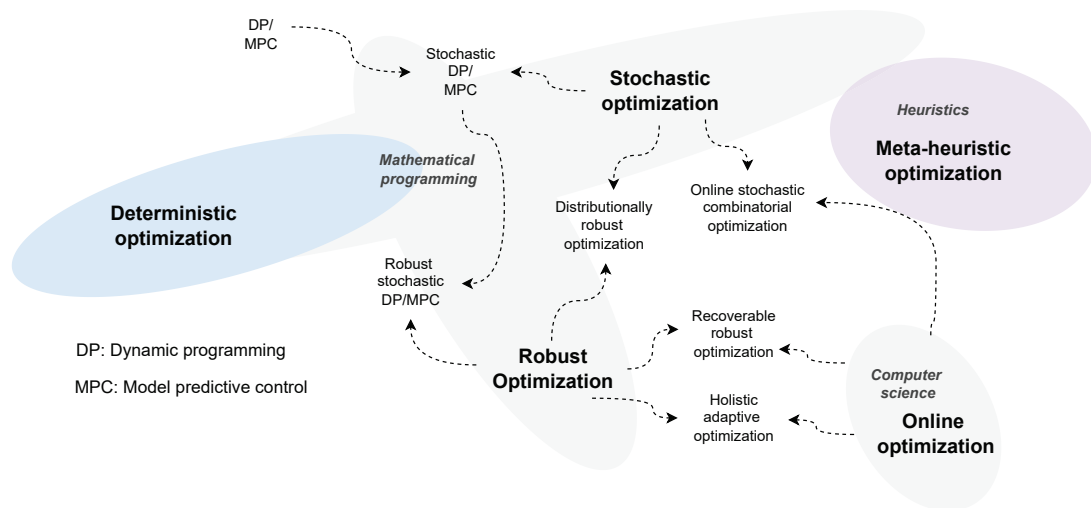 DP/
MPC
Stochastic
DP/
MPC
Stochastic
optimization
Heuristics
Meta-heuristic
optimization
Mathematical
programming
Deterministic
optimization
Distributionally
robust
optimization
Online stochastic
combinatorial
optimization
Robust
stochastic
DP/MPC
Recoverable
robust
optimization
DP: Dynamic programming
MPC: Model predictive control
Robust
Optimization
Holistic
adaptive
optimization
Computer
science
Online
optimization